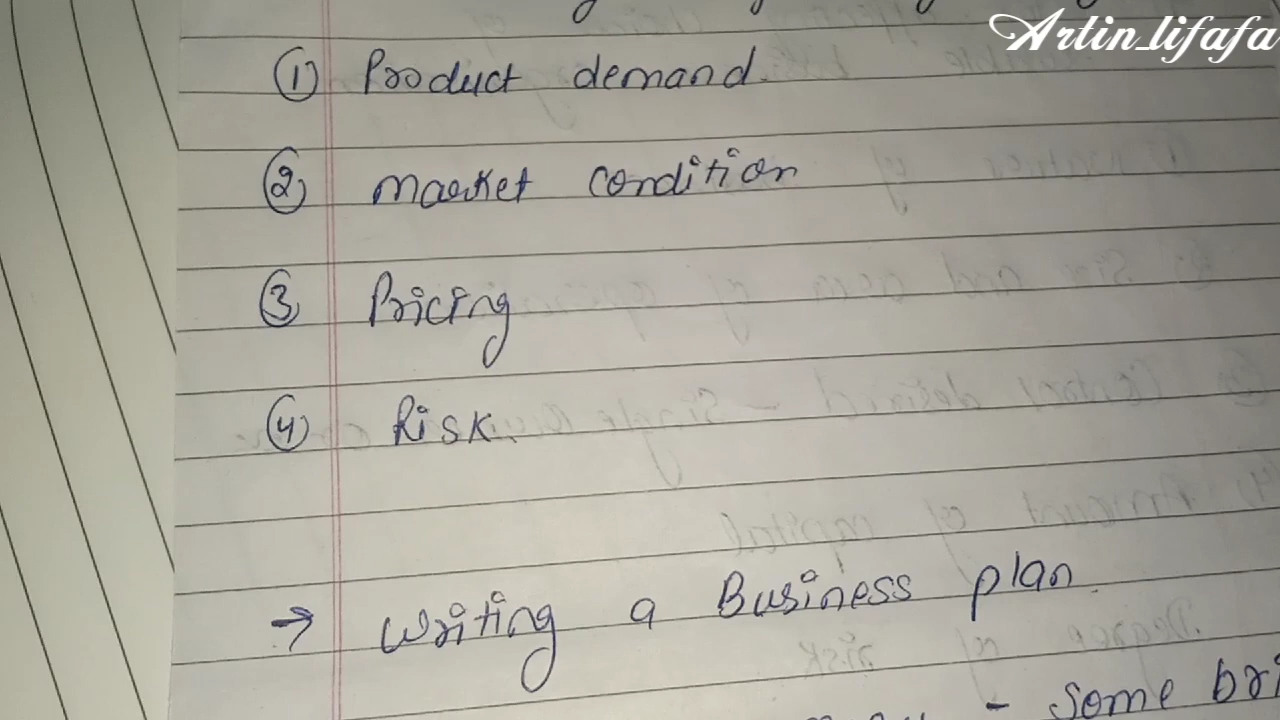 Artin_lifafa
① Product demand.
② Market condition
③ Pricing
④ Risk.
→ Writing a Business plan.
- Some bri